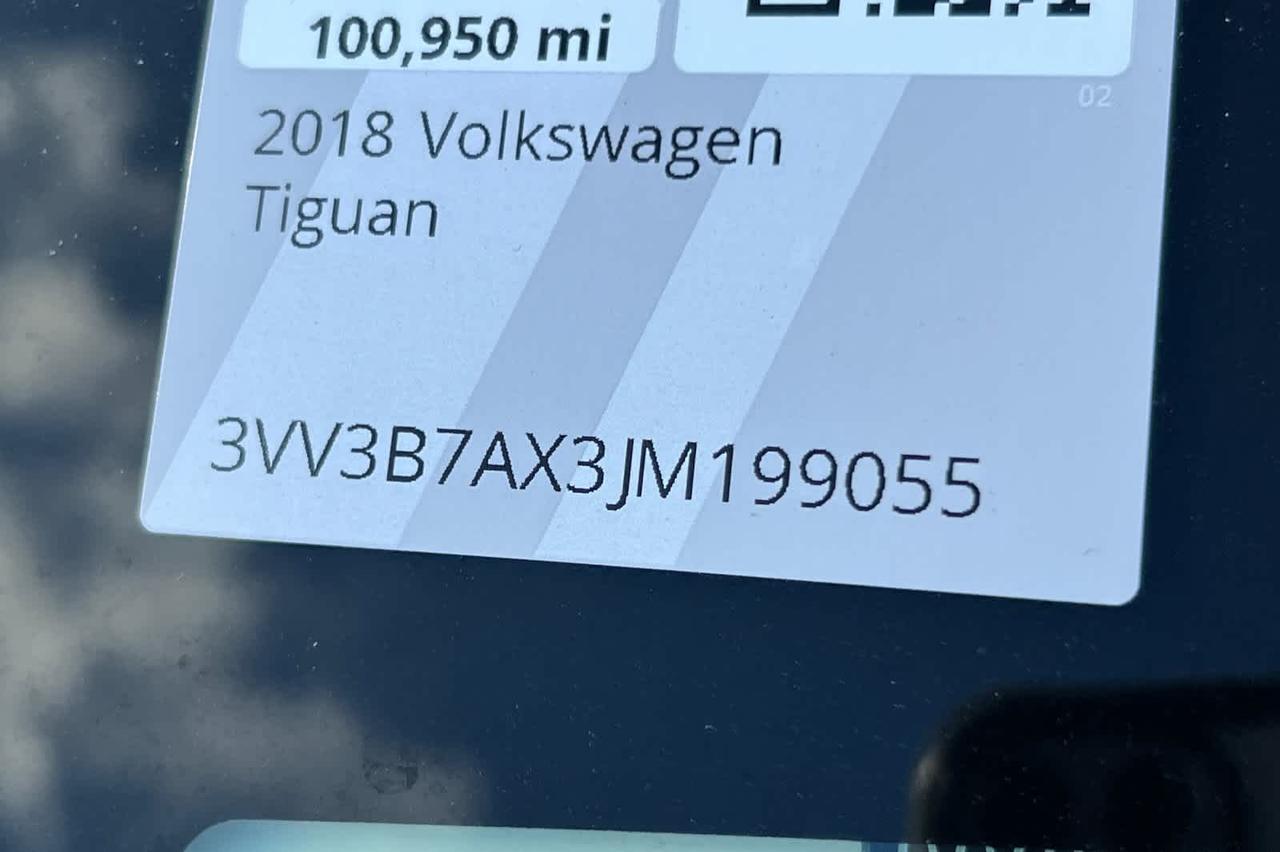 100,950 mi
02
2018 Volkswagen
Tiguan
3VV3B7AX3JM199055